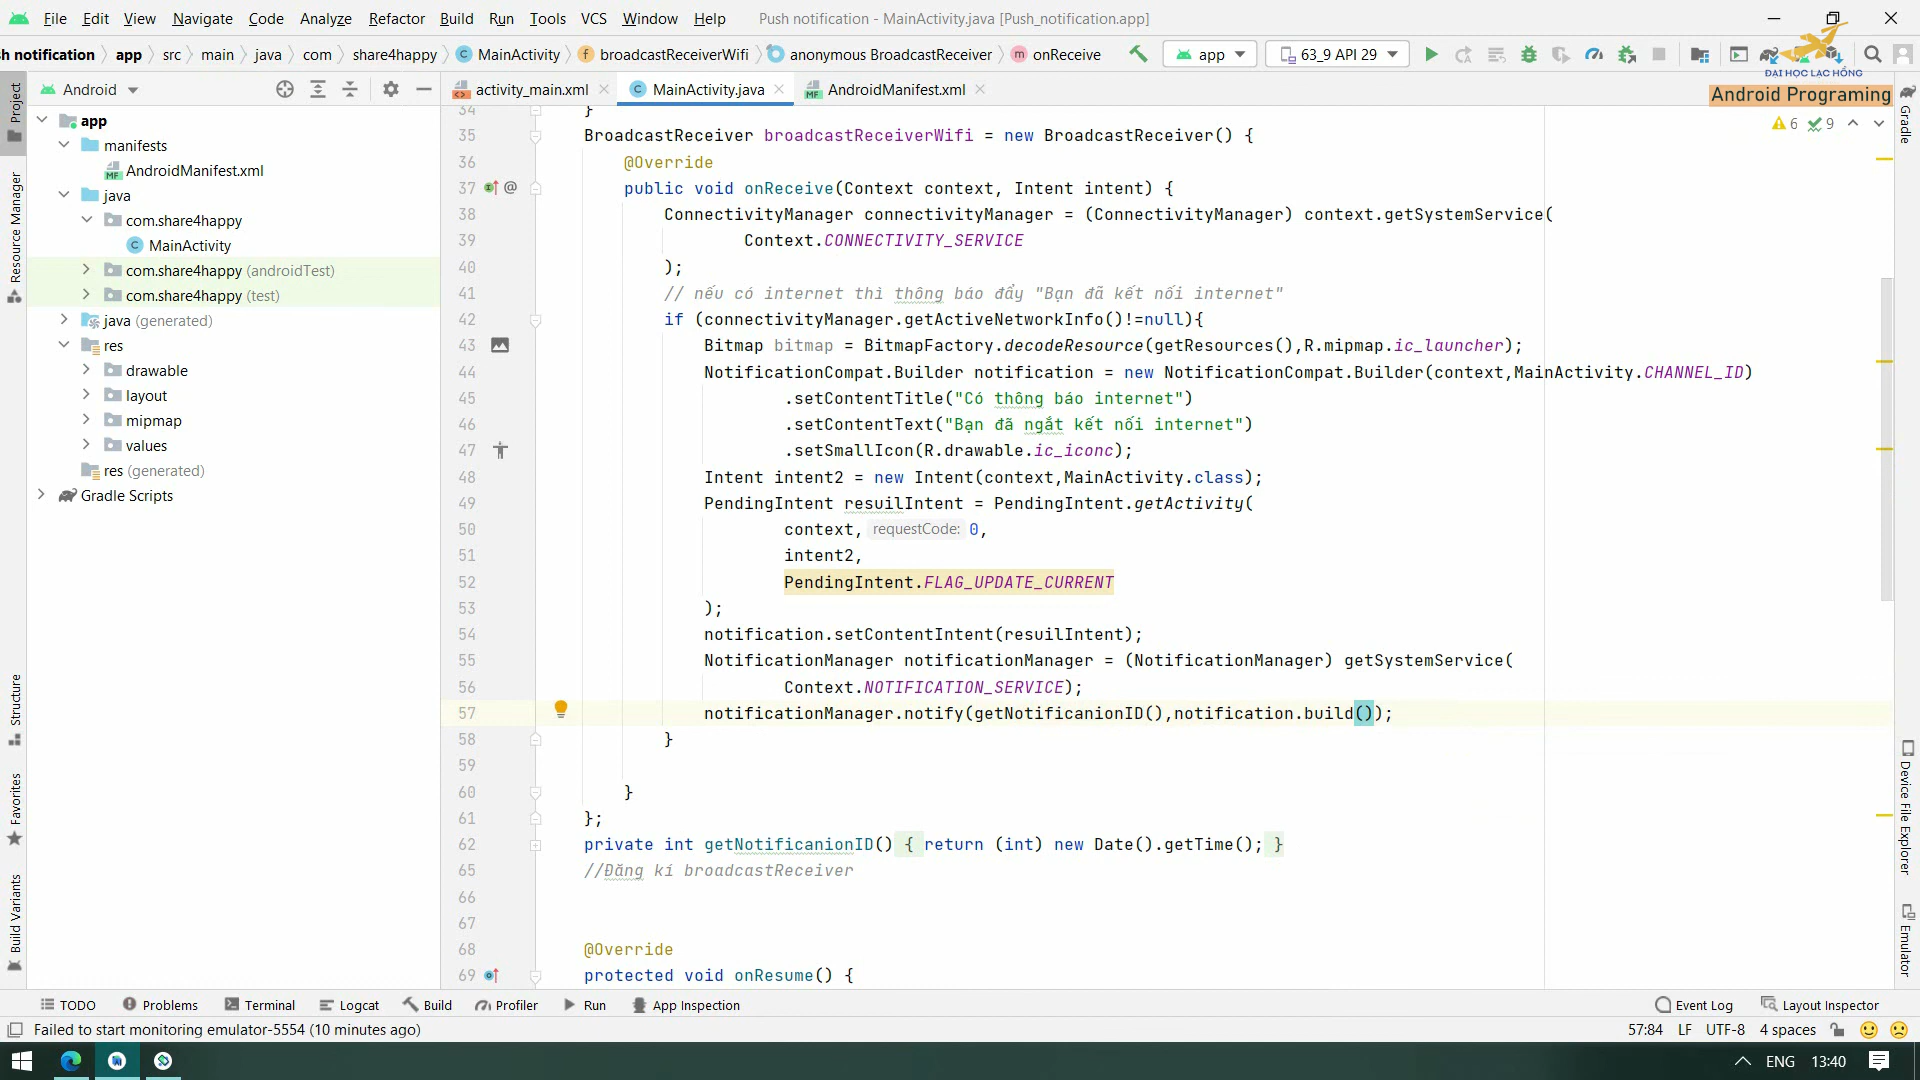 File Edit View Navigate Code Analyze Refactor Build Run Tools VCS Window Help Push notification - MainActivity.java [Push_notification.app]
h notification app src main java com share4happy MainActivity broadcastReceiverWifi anonymous BroadcastReceiver onReceive app 63_9 API 29
ĐẠI HỌC LẠC HỒNG
Android Programing
Android
activity_main.xml MainActivity.java AndroidManifest.xml
6 9
Project
Resource Manager
Structure
Favorites
Build Variants
app
manifests
AndroidManifest.xml
java
com.share4happy
MainActivity
com.share4happy (androidTest)
com.share4happy (test)
java (generated)
res
drawable
layout
mipmap
values
res (generated)
Gradle Scripts
34 }
35 BroadcastReceiver broadcastReceiverWifi = new BroadcastReceiver() {
36 @Override
37 public void onReceive(Context context, Intent intent) {
38 ConnectivityManager connectivityManager = (ConnectivityManager) context.getSystemService(
39 Context.CONNECTIVITY_SERVICE
40 );
41 // nếu có internet thì thông báo đẩy "Bạn đã kết nối internet"
42 if (connectivityManager.getActiveNetworkInfo()!=null){
43 Bitmap bitmap = BitmapFactory.decodeResource(getResources(),R.mipmap.ic_launcher);
44 NotificationCompat.Builder notification = new NotificationCompat.Builder(context,MainActivity.CHANNEL_ID)
45 .setContentTitle("Có thông báo internet")
46 .setContentText("Bạn đã ngắt kết nối internet")
47 .setSmallIcon(R.drawable.ic_iconc);
48 Intent intent2 = new Intent(context,MainActivity.class);
49 PendingIntent resuilIntent = PendingIntent.getActivity(
50 context, requestCode: 0,
51 intent2,
52 PendingIntent.FLAG_UPDATE_CURRENT
53 );
54 notification.setContentIntent(resuilIntent);
55 NotificationManager notificationManager = (NotificationManager) getSystemService(
56 Context.NOTIFICATION_SERVICE);
57 notificationManager.notify(getNotificanionID(),notification.build());
58 }
59
60 }
61 };
62 private int getNotificanionID() { return (int) new Date().getTime(); }
65 //Đăng kí broadcastReceiver
66
67
68 @Override
69 protected void onResume() {
Gradle
Device File Explorer
Emulator
TODO Problems Terminal Logcat Build Profiler Run App Inspection Event Log Layout Inspector
Failed to start monitoring emulator-5554 (10 minutes ago) 57:84 LF UTF-8 4 spaces
ENG 13:40